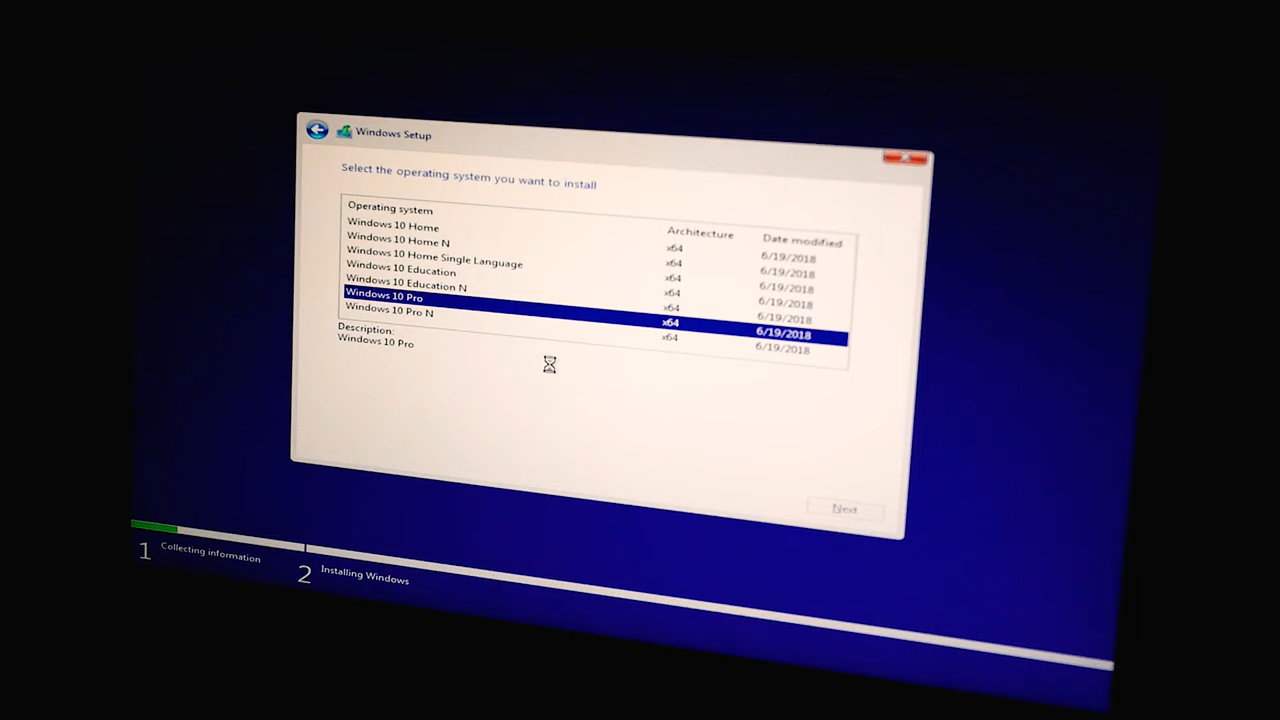 Windows Setup
Select the operating system you want to install
Operating system Architecture Date modified
Windows 10 Home x64 6/19/2018
Windows 10 Home N x64 6/19/2018
Windows 10 Home Single Language x64 6/19/2018
Windows 10 Education x64 6/19/2018
Windows 10 Education N x64 6/19/2018
Windows 10 Pro x64 6/19/2018
Windows 10 Pro N x64 6/19/2018
Description:
Windows 10 Pro
Next
1 Collecting information
2 Installing Windows